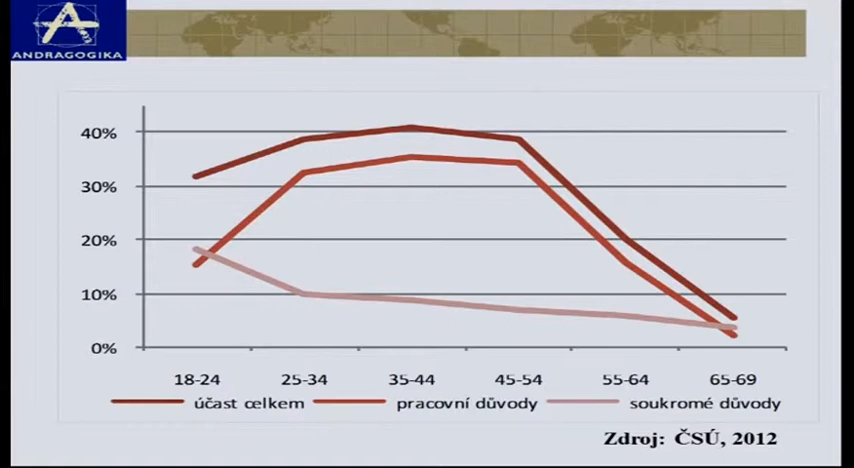 ANDRAGOGIKA
40%
30%
20%
10%
0%
18-24 25-34 35-44 45-54 55-64 65-69
účast celkem pracovní důvody soukromé důvody
Zdroj: ČSÚ, 2012